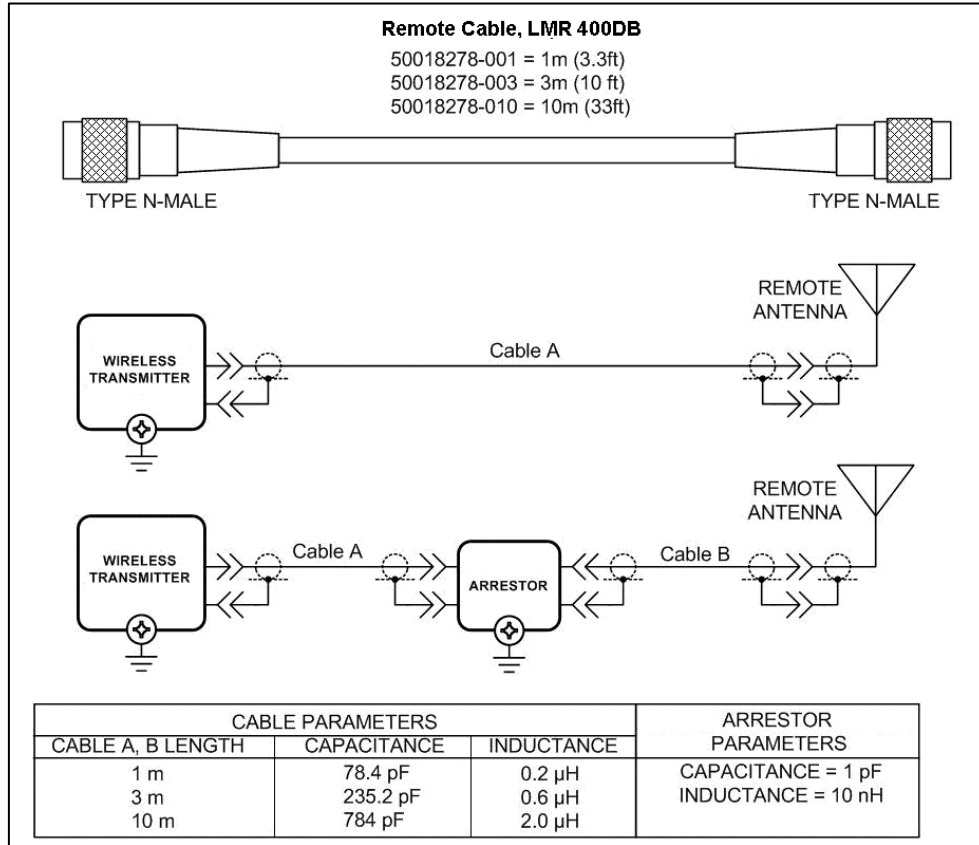 Remote Cable, LMR 400DB
50018278-001 = 1m (3.3ft)
50018278-003 = 3m (10 ft)
50018278-010 = 10m (33ft)
TYPE N-MALE
TYPE N-MALE
REMOTE
ANTENNA
Cable A
WIRELESS
TRANSMITTER
REMOTE
ANTENNA
Cable A
Cable B
WIRELESS
TRANSMITTER
ARRESTOR
CABLE PARAMETERS
ARRESTOR
PARAMETERS
CABLE A, B LENGTH CAPACITANCE INDUCTANCE
1 m 78.4 pF 0.2 µH CAPACITANCE = 1 pF
3 m 235.2 pF 0.6 µH INDUCTANCE = 10 nH
10 m 784 pF 2.0 µH